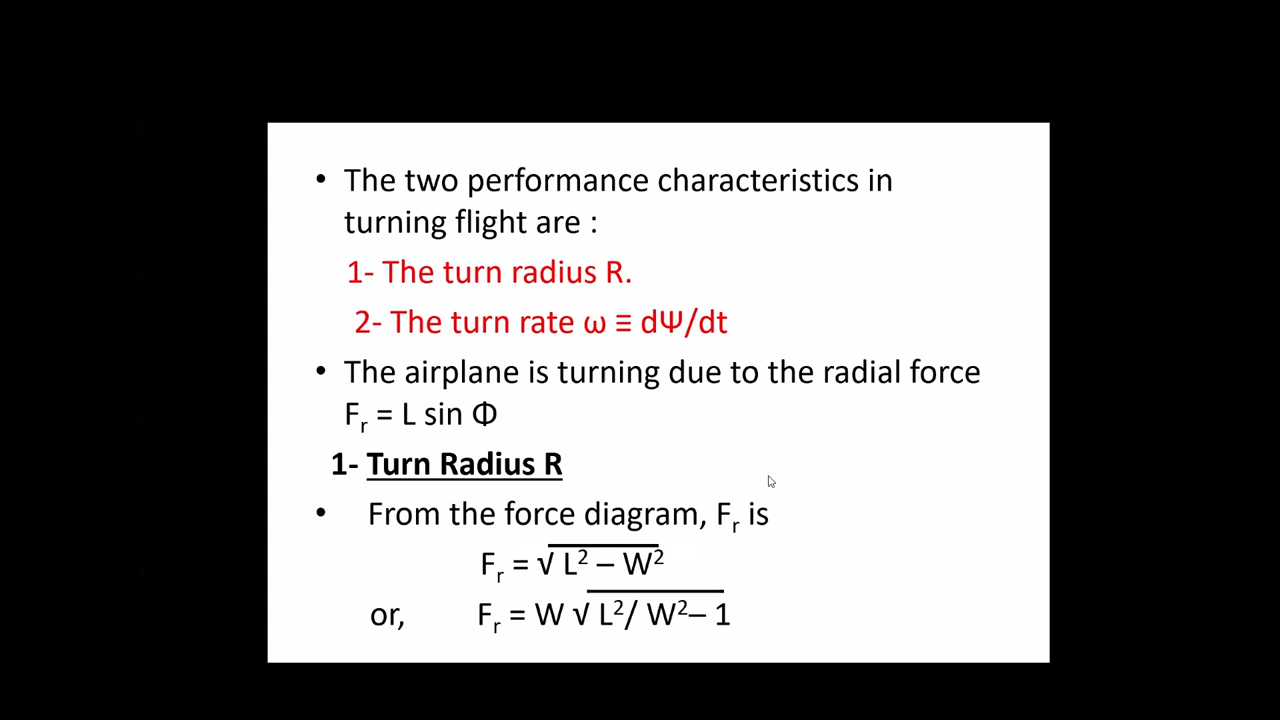 • The two performance characteristics in
turning flight are :
1- The turn radius R.
2- The turn rate ω ≡ dΨ/dt
• The airplane is turning due to the radial force
Fr = L sin Φ
1- Turn Radius R
• From the force diagram, Fr is
Fr = √ L² – W²
or, Fr = W √ L²/ W²– 1